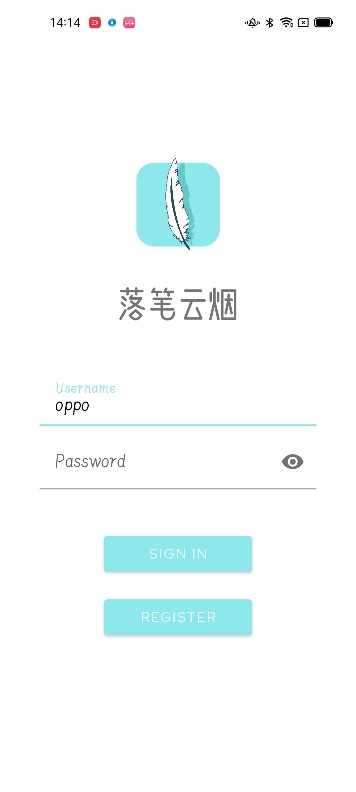 14:14
落笔云烟
Username
oppo
Password
SIGN IN
REGISTER